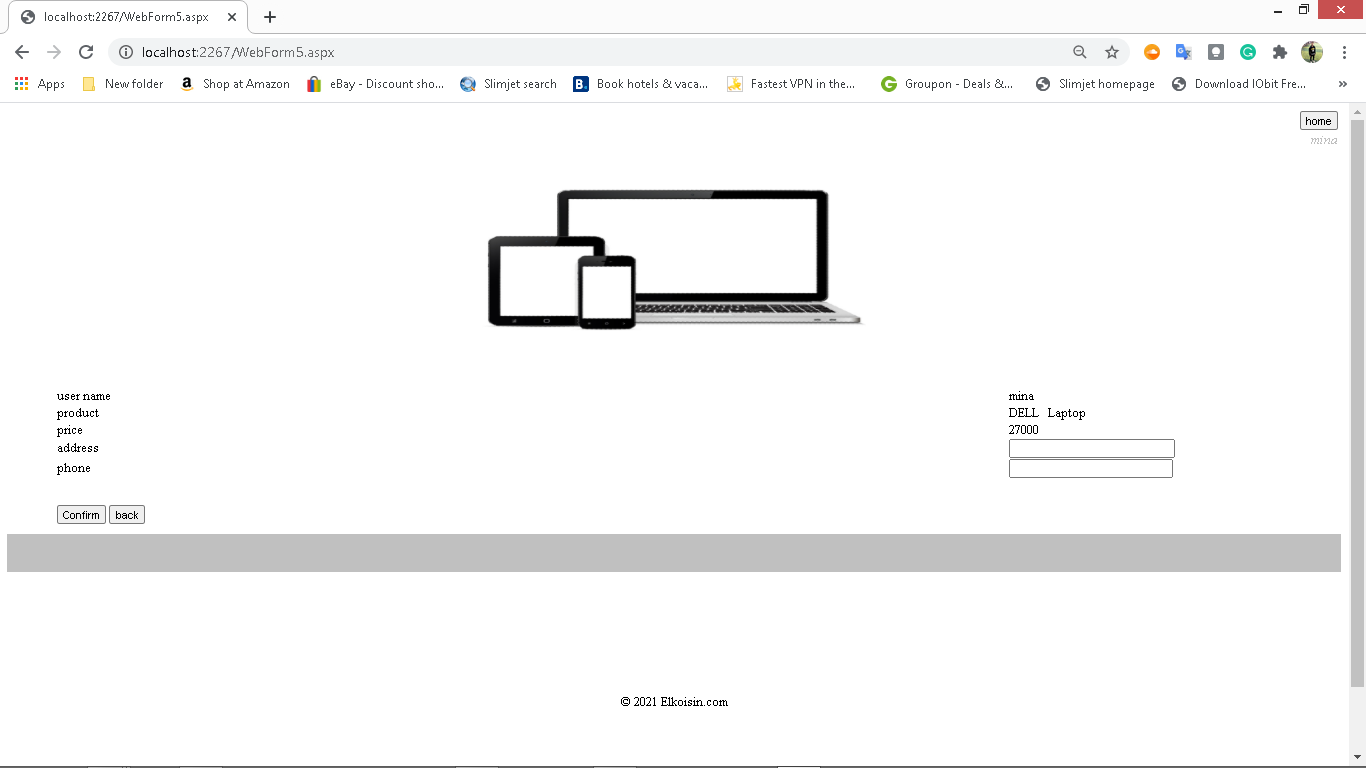 localhost:2267/WebForm5.aspx
localhost:2267/WebForm5.aspx
Apps New folder Shop at Amazon eBay - Discount sho... Slimjet search Book hotels & vaca... Fastest VPN in the... Groupon - Deals &... Slimjet homepage Download IObit Fre... »
home
mina
user name mina
product DELL Laptop
price 27000
address
phone
Confirm back
© 2021 Elkoisin.com